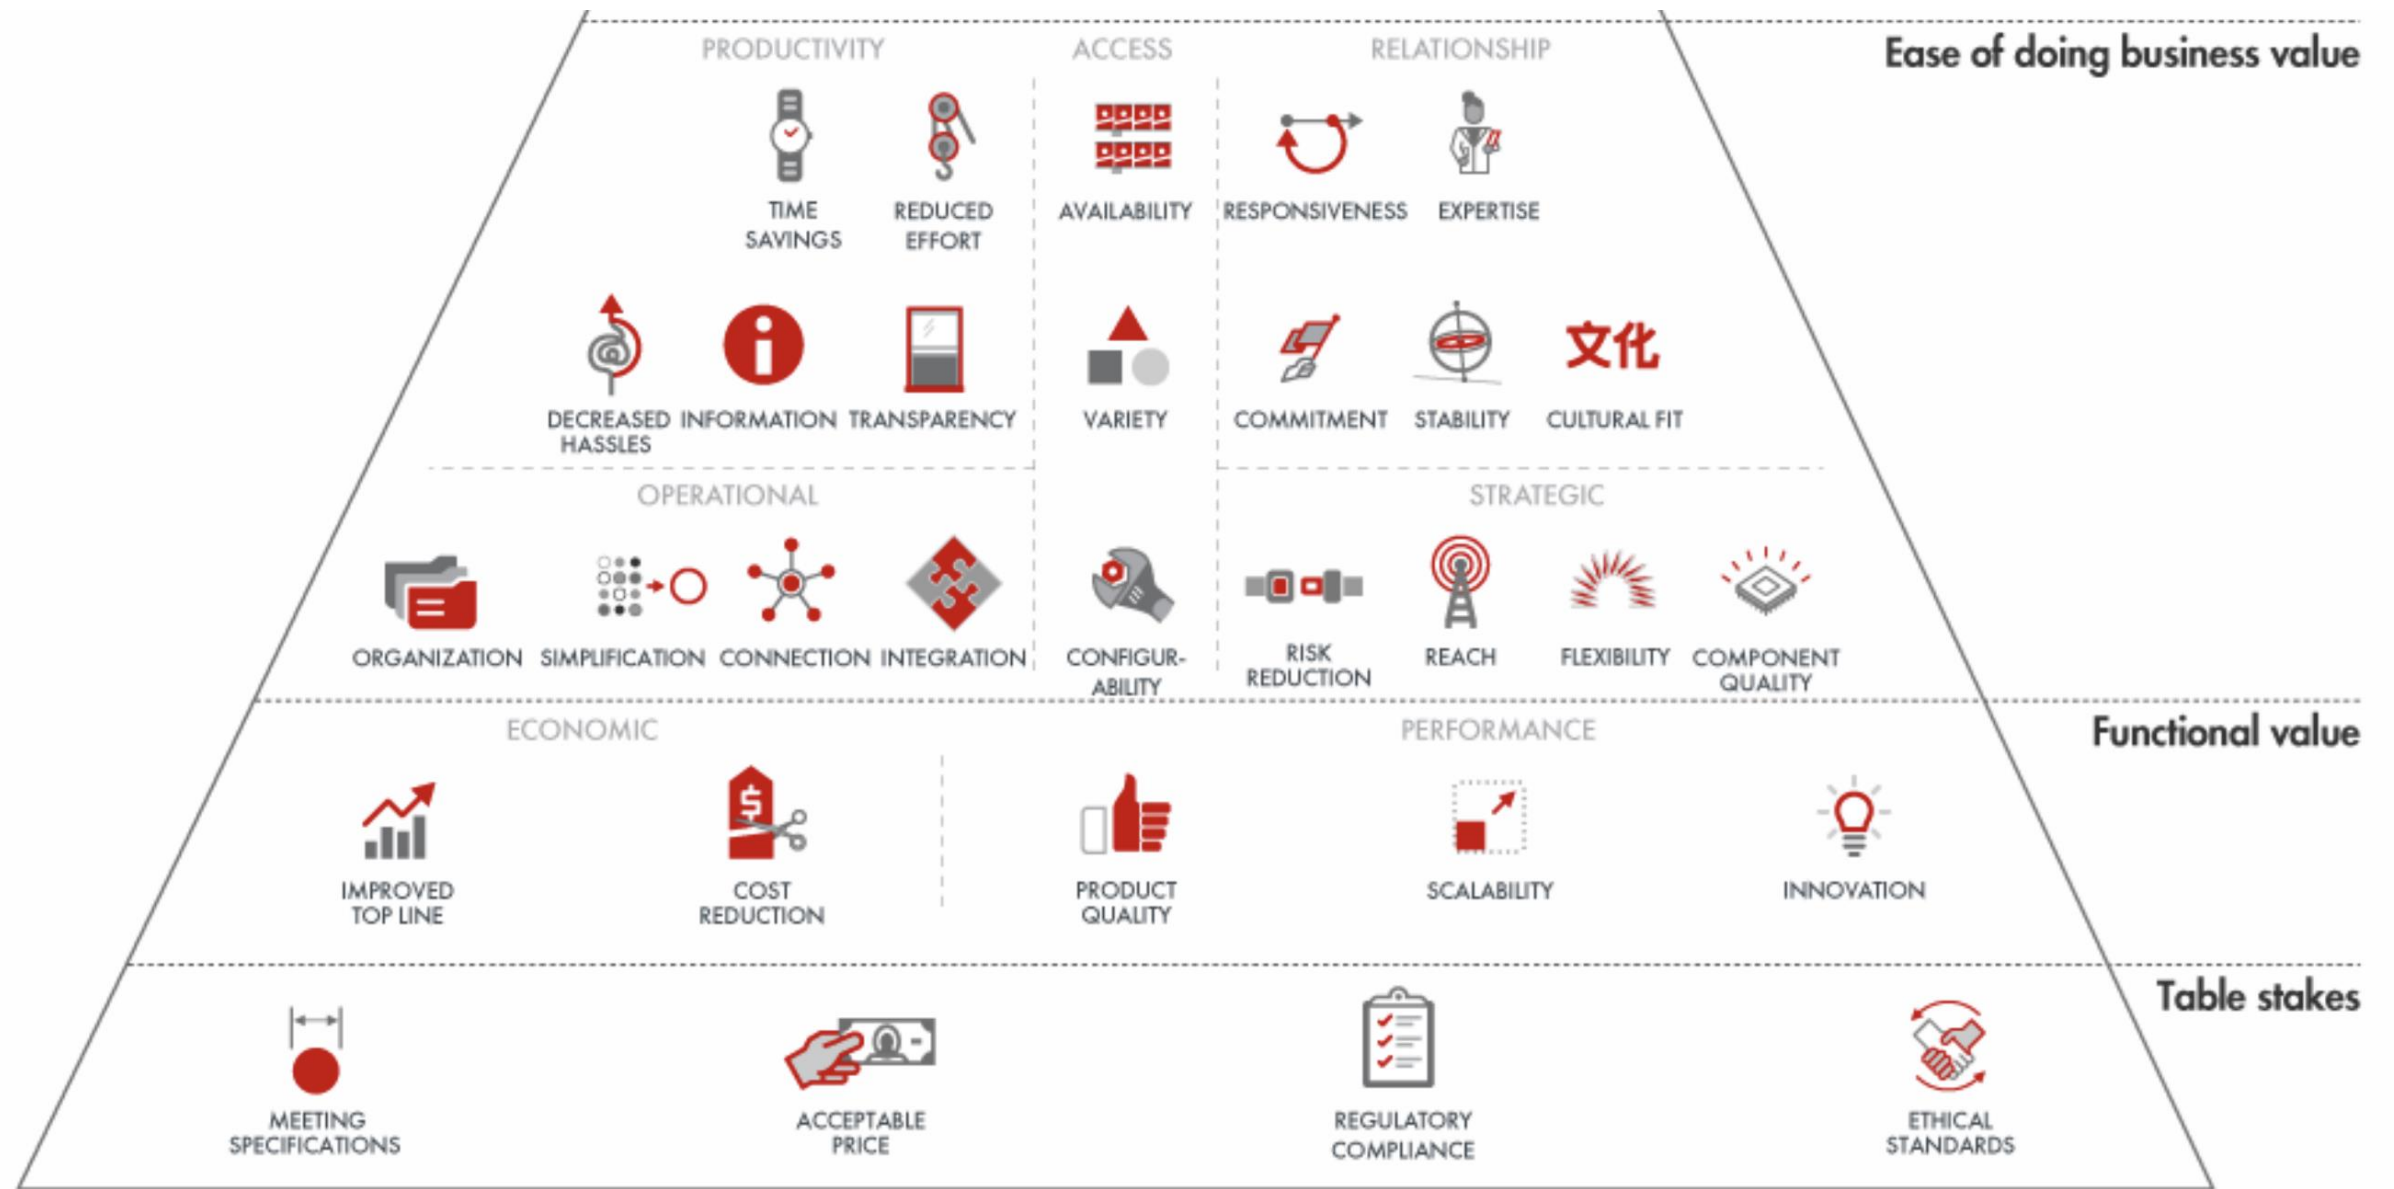 PRODUCTIVITY
ACCESS
RELATIONSHIP
Ease of doing business value
TIME
SAVINGS
REDUCED
EFFORT
AVAILABILITY
RESPONSIVENESS
EXPERTISE
文化
DECREASED
HASSLES
INFORMATION
TRANSPARENCY
VARIETY
COMMITMENT
STABILITY
CULTURAL FIT
OPERATIONAL
STRATEGIC
ORGANIZATION
SIMPLIFICATION
CONNECTION
INTEGRATION
CONFIGUR-
ABILITY
RISK
REDUCTION
REACH
FLEXIBILITY
COMPONENT
QUALITY
Functional value
ECONOMIC
PERFORMANCE
$
IMPROVED
TOP LINE
COST
REDUCTION
PRODUCT
QUALITY
SCALABILITY
INNOVATION
Table stakes
MEETING
SPECIFICATIONS
ACCEPTABLE
PRICE
REGULATORY
COMPLIANCE
ETHICAL
STANDARDS